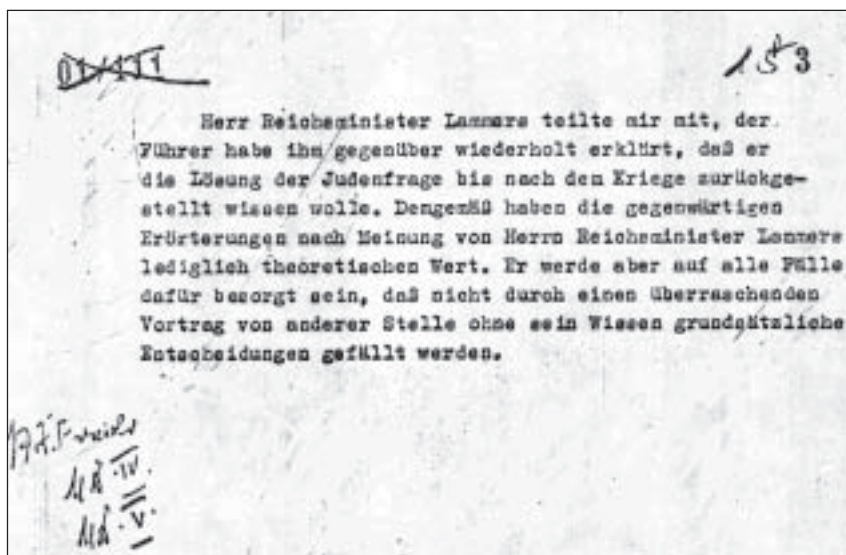 01/111
153
Herr Reichsminister Lammers teilte mir mit, der
Führer habe ihm gegenüber wiederholt erklärt, daß er
die Lösung der Judenfrage bis nach dem Kriege zurückge-
stellt wissen wolle. Demgemäß haben die gegenwärtigen
Erörterungen nach Meinung von Herrn Reichsminister Lammers
lediglich theoretischen Wert. Er werde aber auf alle Fälle
dafür besorgt sein, daß nicht durch einen überraschenden
Vortrag von anderer Stelle ohne sein Wissen grundsätzliche
Entscheidungen gefällt werden.
IV.
V.